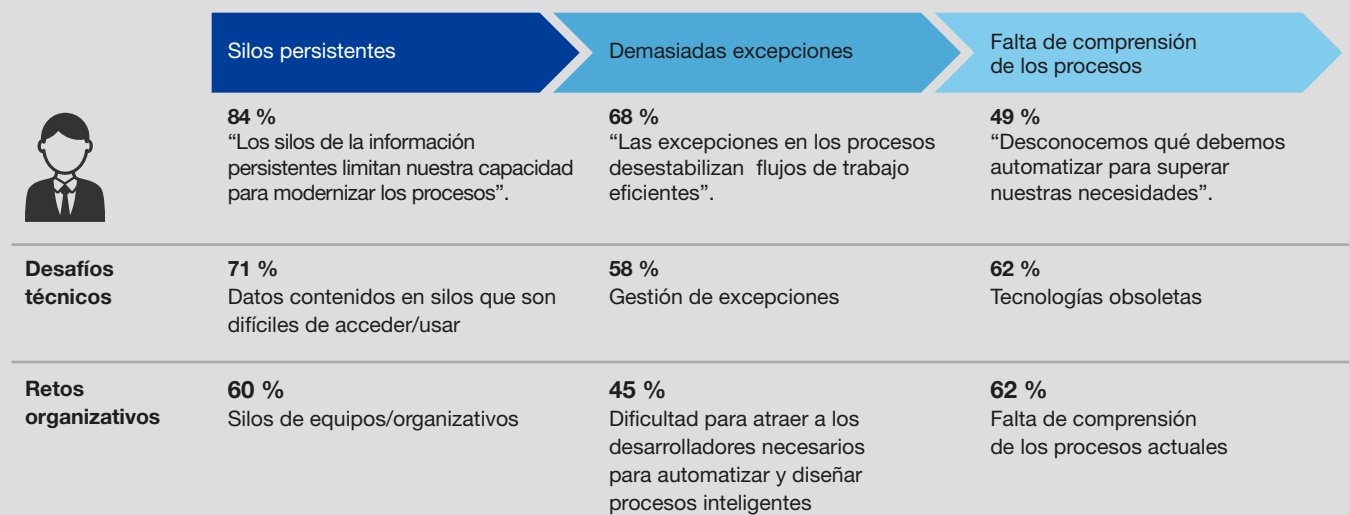 Silos persistentes
Demasiadas excepciones
Falta de comprensión
de los procesos
84 %
“Los silos de la información
persistentes limitan nuestra capacidad
para modernizar los procesos”.
68 %
“Las excepciones en los procesos
desestabilizan flujos de trabajo
eficientes”.
49 %
“Desconocemos qué debemos
automatizar para superar
nuestras necesidades”.
Desafíos
técnicos
71 %
Datos contenidos en silos que son
difíciles de acceder/usar
58 %
Gestión de excepciones
62 %
Tecnologías obsoletas
Retos
organizativos
60 %
Silos de equipos/organizativos
45 %
Dificultad para atraer a los
desarrolladores necesarios
para automatizar y diseñar
procesos inteligentes
62 %
Falta de comprensión
de los procesos actuales